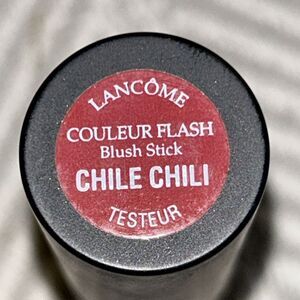 LANCÔME
COULEUR FLASH
Blush Stick
CHILE CHILI
TESTEUR